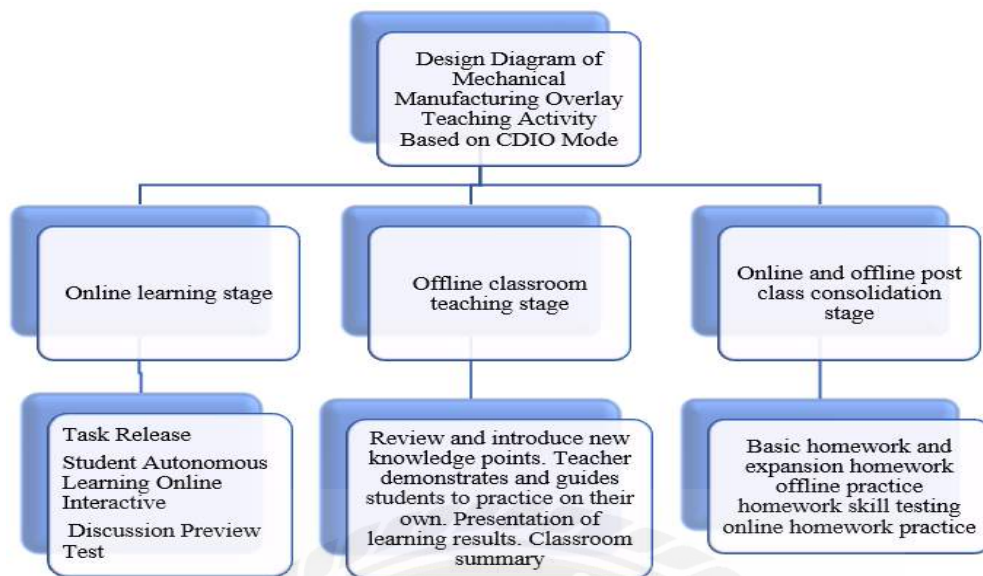 Design Diagram of
Mechanical
Manufacturing Overlay
Teaching Activity
Based on CDIO Mode
Online learning stage
Offline classroom
teaching stage
Online and offline post
class consolidation
stage
Task Release
Student Autonomous
Learning Online
Interactive
Discussion Preview
Test
Review and introduce new
knowledge points. Teacher
demonstrates and guides
students to practice on their
own. Presentation of
learning results. Classroom
summary
Basic homework and
expansion homework
offline practice
homework skill testing
online homework practice